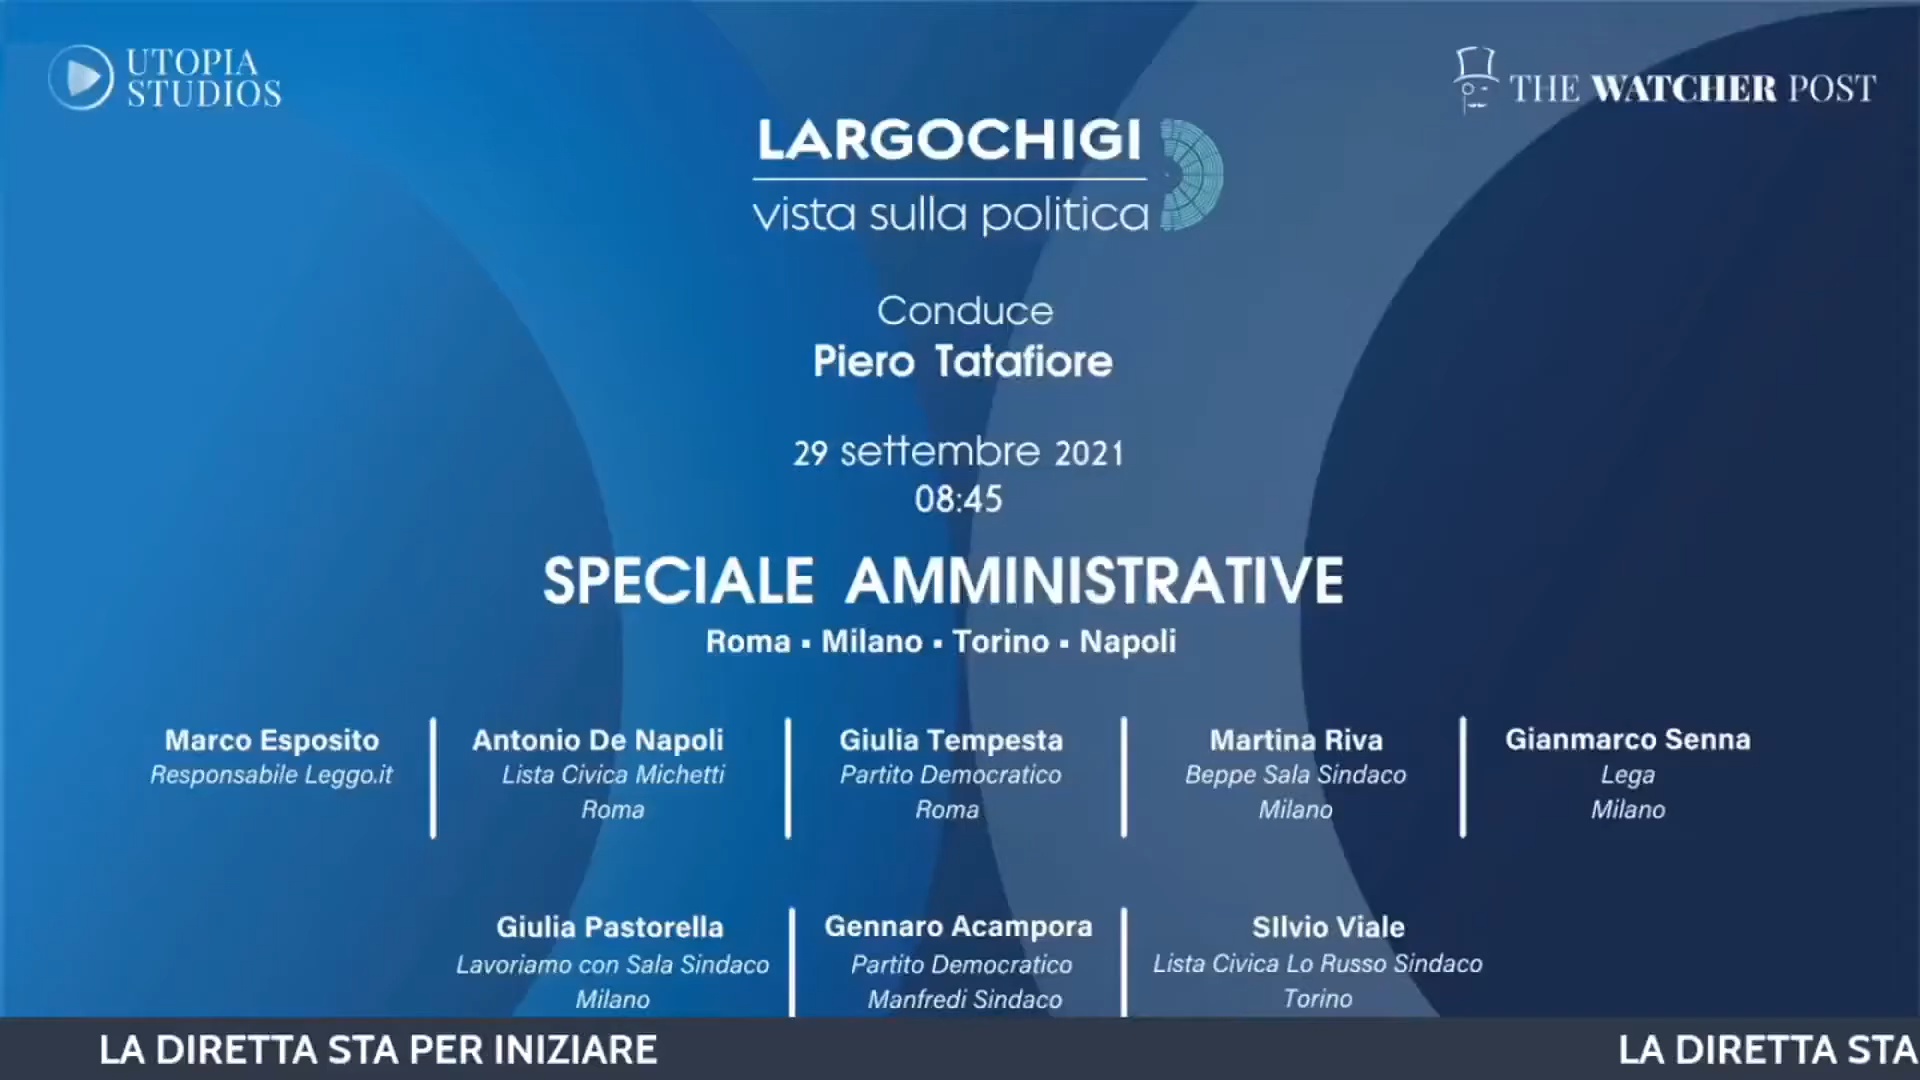 UTOPIA
STUDIOS
THE WATCHER POST
LARGOCHIGI
vista sulla politica
Conduce
Piero Tatafiore
29 settembre 2021
08:45
SPECIALE AMMINISTRATIVE
Roma ▪ Milano ▪ Torino ▪ Napoli
Marco Esposito
Responsabile Leggo.it
Antonio De Napoli
Lista Civica Michetti
Roma
Giulia Tempesta
Partito Democratico
Roma
Martina Riva
Beppe Sala Sindaco
Milano
Gianmarco Senna
Lega
Milano
Giulia Pastorella
Lavoriamo con Sala Sindaco
Milano
Gennaro Acampora
Partito Democratico
Manfredi Sindaco
SIlvio Viale
Lista Civica Lo Russo Sindaco
Torino
LA DIRETTA STA PER INIZIARE
LA DIRETTA STA